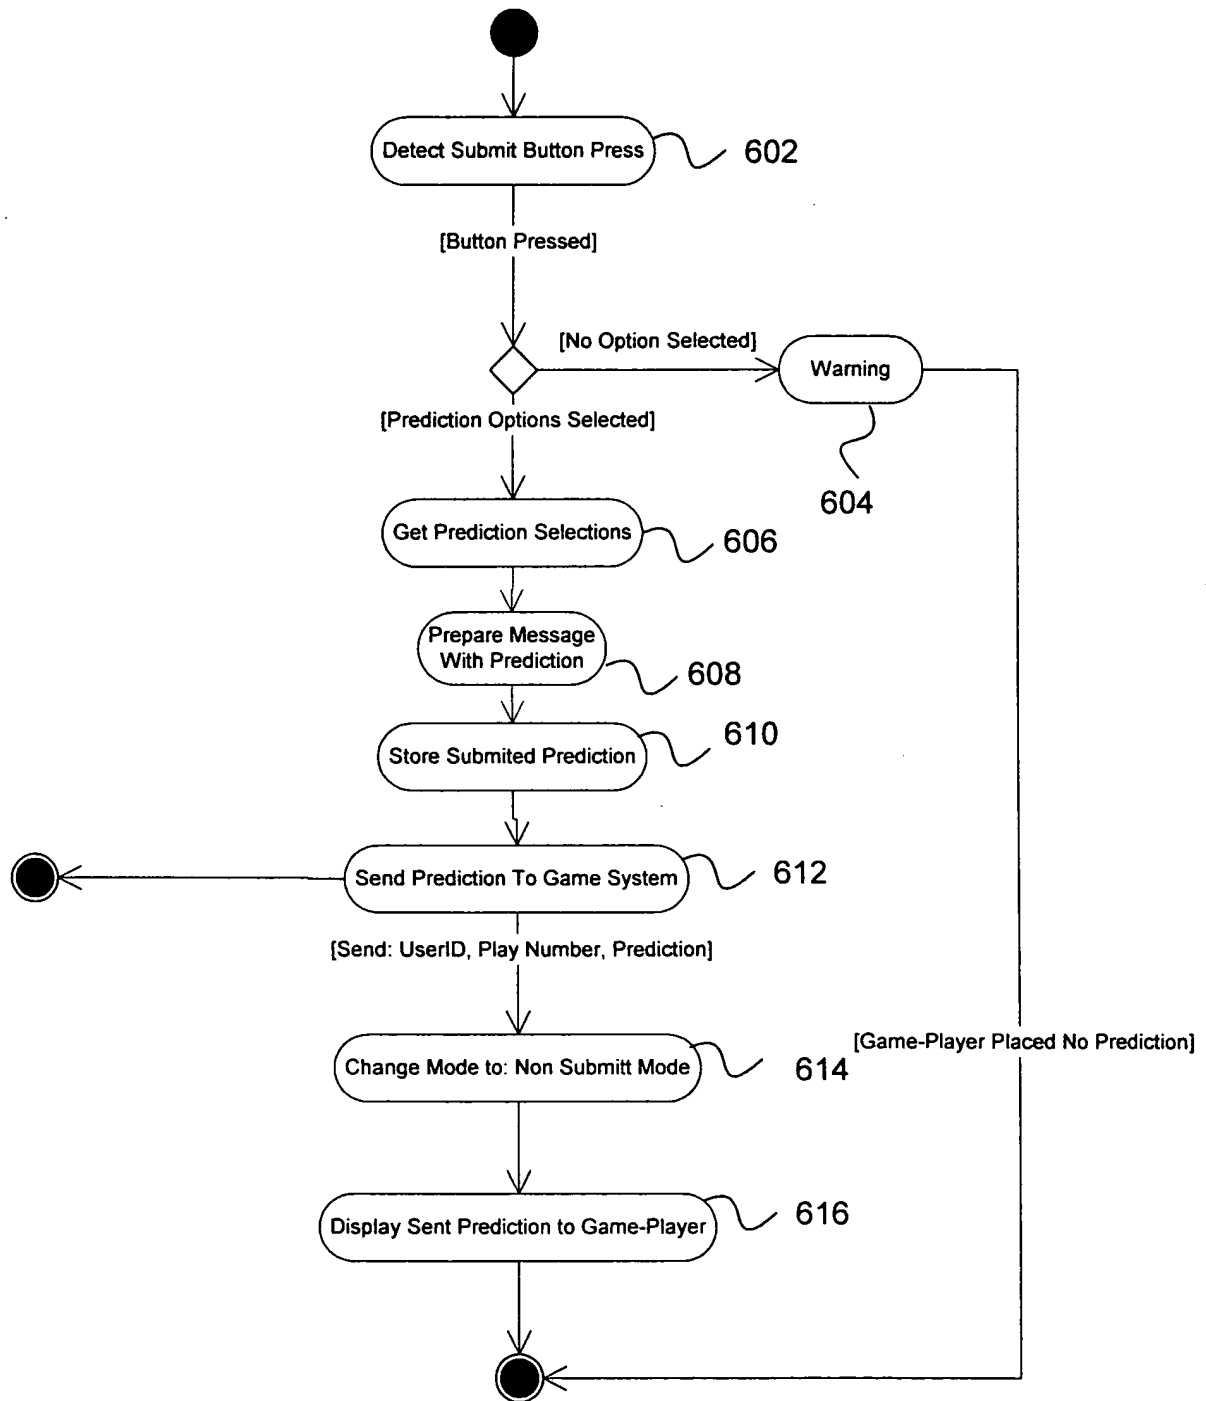 Detect Submit Button Press
602
[Button Pressed]
[No Option Selected]
Warning
604
[Prediction Options Selected]
Get Prediction Selections
606
Prepare Message
With Prediction
608
Store Submited Prediction
610
Send Prediction To Game System
612
[Send: UserID, Play Number, Prediction]
[Game-Player Placed No Prediction]
Change Mode to: Non Submitt Mode
614
Display Sent Prediction to Game-Player
616